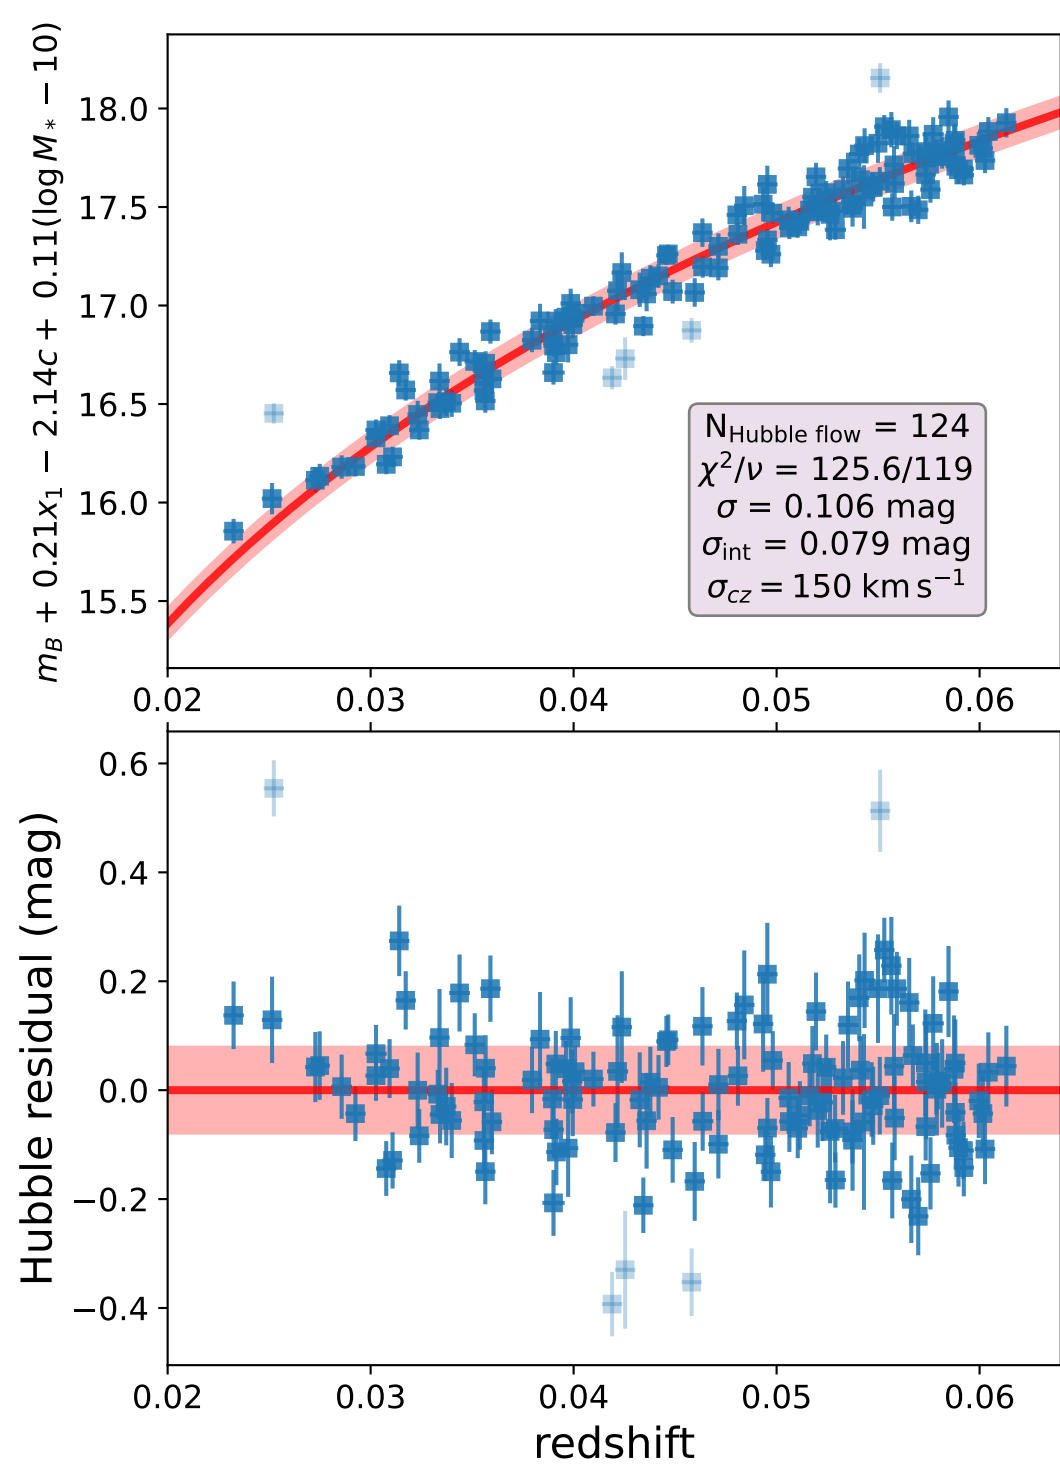 m_B + 0.21x_1 − 2.14c + 0.11(log M_* − 10)
18.0
17.5
17.0
16.5
16.0
15.5
N_Hubble flow = 124
χ²/ν = 125.6/119
σ = 0.106 mag
σ_int = 0.079 mag
σ_cz = 150 km s⁻¹
0.02 0.03 0.04 0.05 0.06
Hubble residual (mag)
0.6
0.4
0.2
0.0
−0.2
−0.4
0.02 0.03 0.04 0.05 0.06
redshift